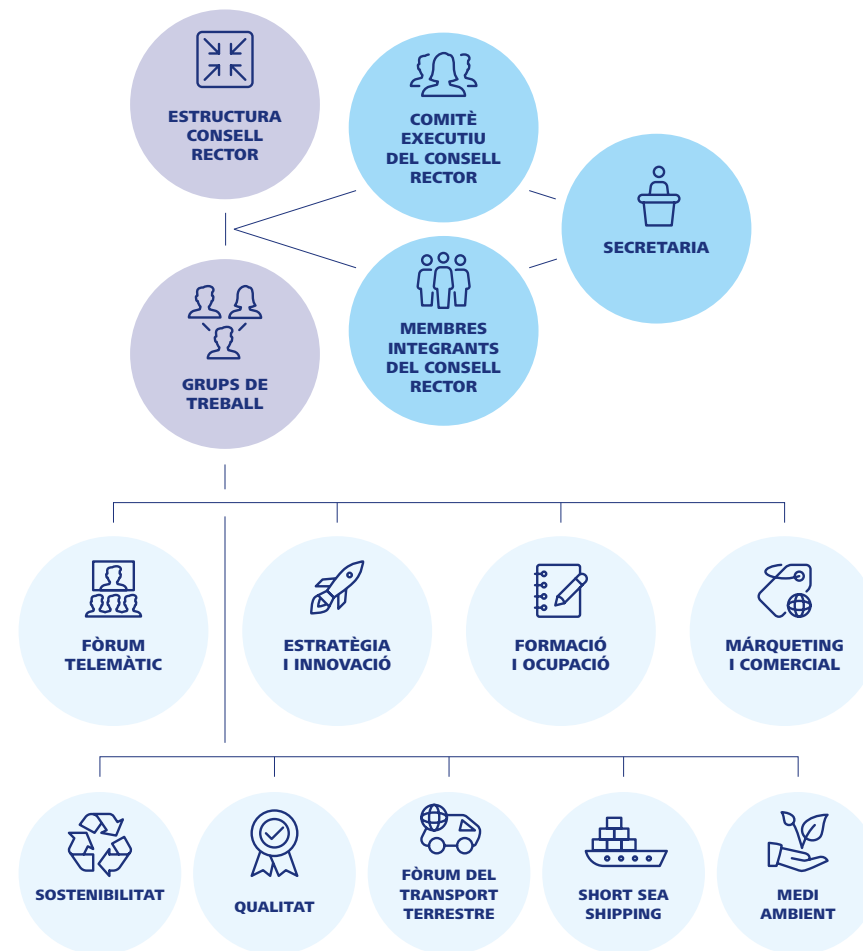 ESTRUCTURA
CONSELL
RECTOR
COMITÈ
EXECUTIU
DEL CONSELL
RECTOR
SECRETARIA
GRUPS DE
TREBALL
MEMBRES
INTEGRANTS
DEL CONSELL
RECTOR
FÒRUM
TELEMÀTIC
ESTRATÈGIA
I INNOVACIÓ
FORMACIÓ
I OCUPACIÓ
MÁRQUETING
I COMERCIAL
SOSTENIBILITAT
QUALITAT
FÒRUM DEL
TRANSPORT
TERRESTRE
SHORT SEA
SHIPPING
MEDI
AMBIENT